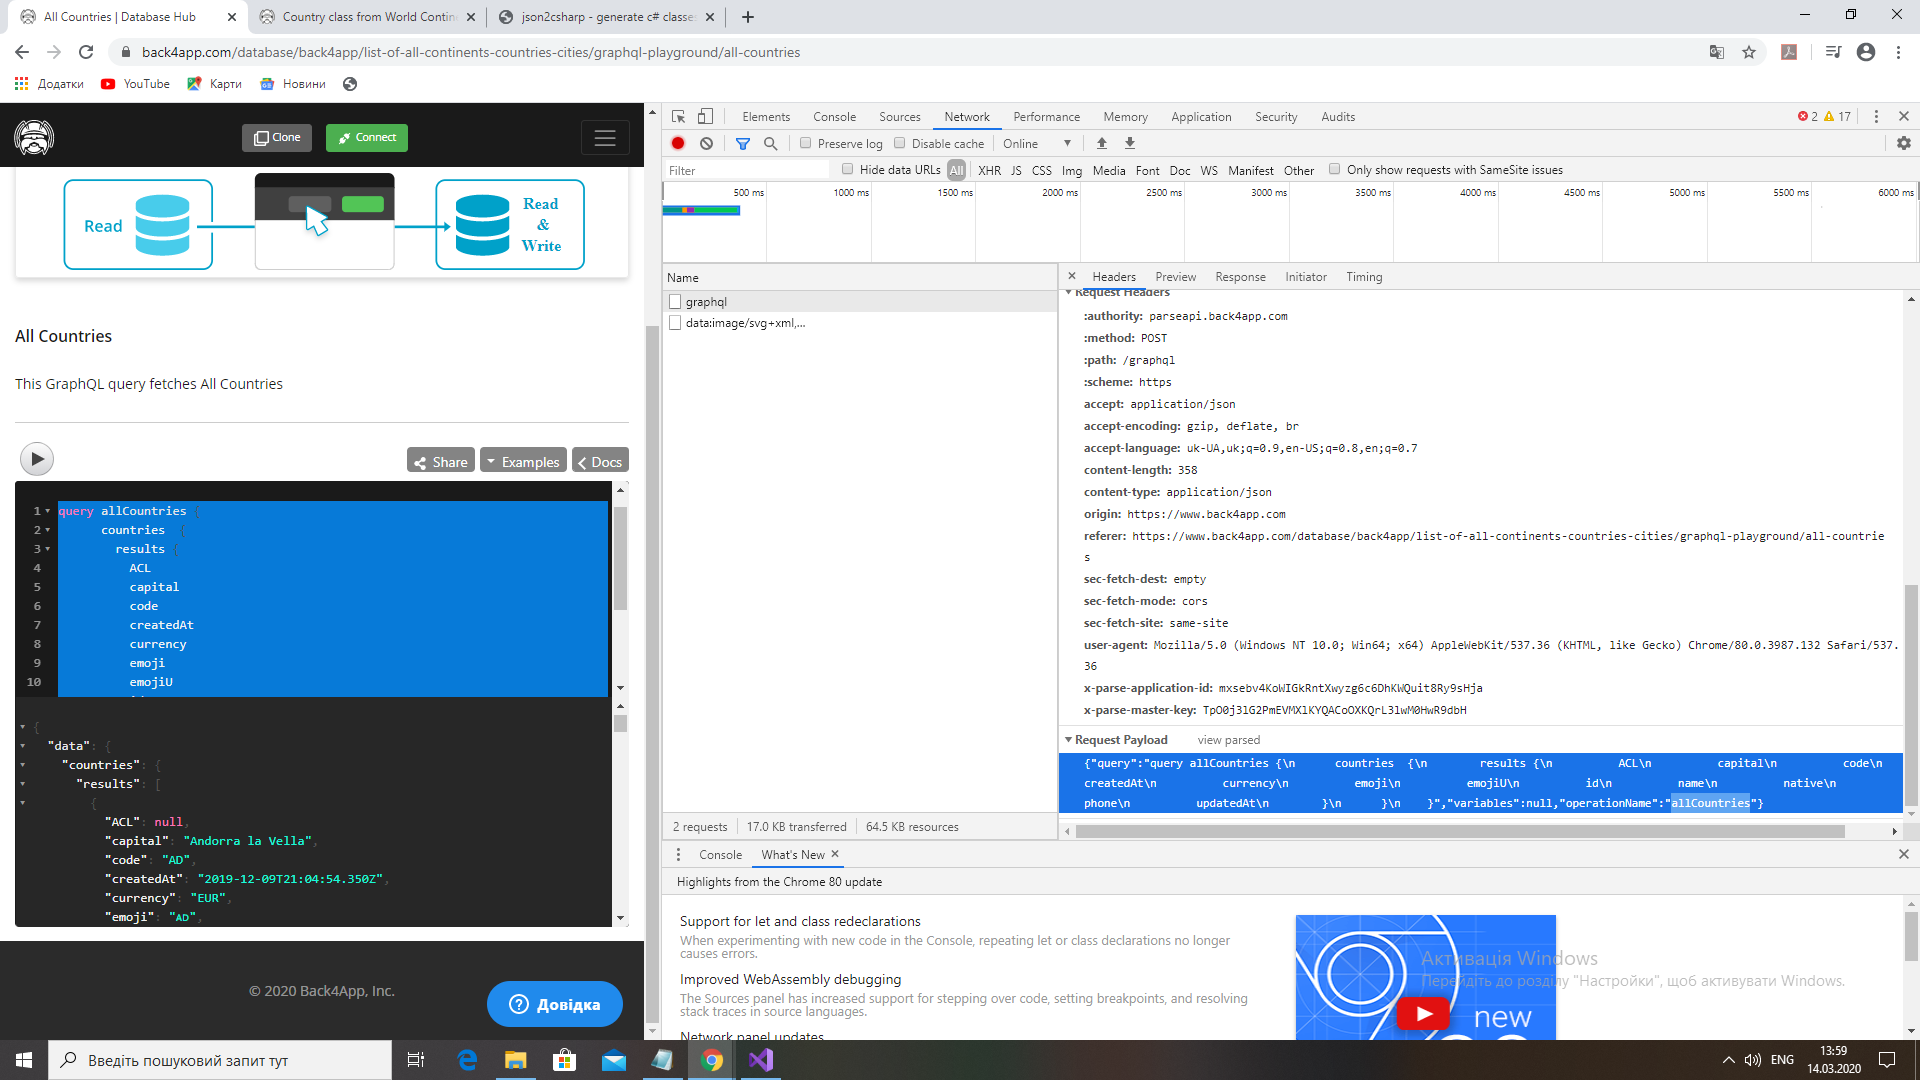 All Countries | Database Hub
Country class from World Contin
json2csharp - generate c# classes
back4app.com/database/back4app/list-of-all-continents-countries-cities/graphql-playground/all-countries
Додатки
YouTube
Карти
Новини
Clone
Connect
Read
Read
&
Write
All Countries
This GraphQL query fetches All Countries
Share
Examples
Docs
1 query allCountries {
2 countries {
3 results {
4 ACL
5 capital
6 code
7 createdAt
8 currency
9 emoji
10 emojiU
{
"data": {
"countries": {
"results": [
{
"ACL": null,
"capital": "Andorra la Vella",
"code": "AD",
"createdAt": "2019-12-09T21:04:54.350Z",
"currency": "EUR",
"emoji": "AD",
© 2020 Back4App, Inc.
Довідка
Elements Console Sources Network Performance Memory Application Security Audits 2 17
Preserve log Disable cache Online
Filter Hide data URLs All XHR JS CSS Img Media Font Doc WS Manifest Other Only show requests with SameSite issues
500 ms 1000 ms 1500 ms 2000 ms 2500 ms 3000 ms 3500 ms 4000 ms 4500 ms 5000 ms 5500 ms 6000 ms
Name
graphql
data:image/svg+xml,...
2 requests 17.0 KB transferred 64.5 KB resources
Headers Preview Response Initiator Timing
Request Headers
:authority: parseapi.back4app.com
:method: POST
:path: /graphql
:scheme: https
accept: application/json
accept-encoding: gzip, deflate, br
accept-language: uk-UA,uk;q=0.9,en-US;q=0.8,en;q=0.7
content-length: 358
content-type: application/json
origin: https://www.back4app.com
referer: https://www.back4app.com/database/back4app/list-of-all-continents-countries-cities/graphql-playground/all-countrie
s
sec-fetch-dest: empty
sec-fetch-mode: cors
sec-fetch-site: same-site
user-agent: Mozilla/5.0 (Windows NT 10.0; Win64; x64) AppleWebKit/537.36 (KHTML, like Gecko) Chrome/80.0.3987.132 Safari/537.
36
x-parse-application-id: mxsebv4KoWIGkRntXwyzg6c6DhKWQuit8Ry9sHja
x-parse-master-key: TpO0j3lG2PmEVMXlKYQACoOXKQrL3lwM0HwR9dbH
Request Payload view parsed
{"query":"query allCountries {\n countries {\n results {\n ACL\n capital\n code\n
createdAt\n currency\n emoji\n emojiU\n id\n name\n native\n
phone\n updatedAt\n }\n }\n }","variables":null,"operationName":"allCountries"}
Console What's New
Highlights from the Chrome 80 update
Support for let and class redeclarations
When experimenting with new code in the Console, repeating let or class declarations no longer
causes errors.
Improved WebAssembly debugging
The Sources panel has increased support for stepping over code, setting breakpoints, and resolving
stack traces in source languages.
Network panel updates
new
Активація Windows
Перейдіть до розділу "Настройки", щоб активувати Windows.
Введіть пошуковий запит тут
ENG
13:59
14.03.2020